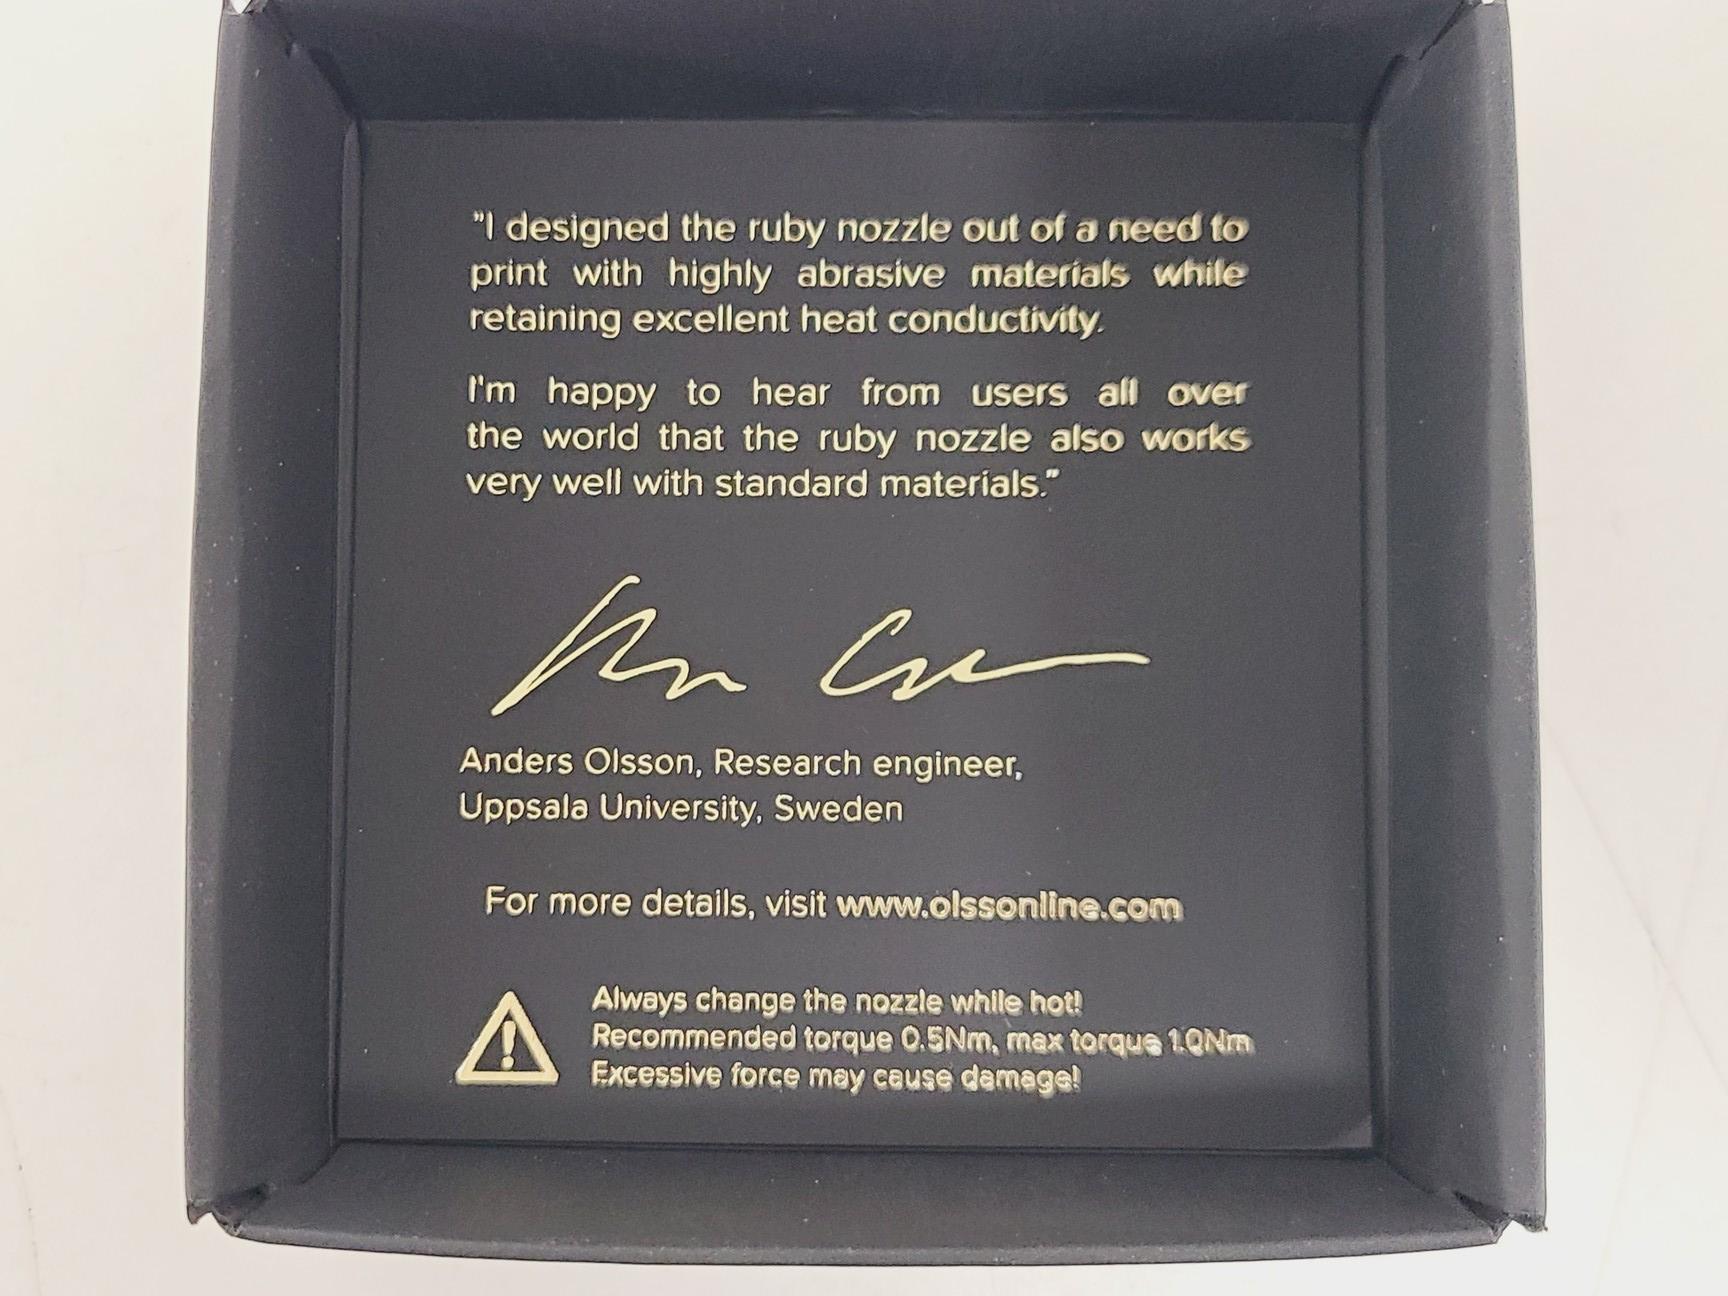 "I designed the ruby nozzle out of a need to
print with highly abrasive materials while
retaining excellent heat conductivity.
I'm happy to hear from users all over
the world that the ruby nozzle also works
very well with standard materials."
Anders Olsson, Research engineer,
Uppsala University, Sweden
For more details, visit www.olssonline.com
Always change the nozzle while hot!
Recommended torque 0.5Nm, max torque 1.0Nm
Excessive force may cause damage!